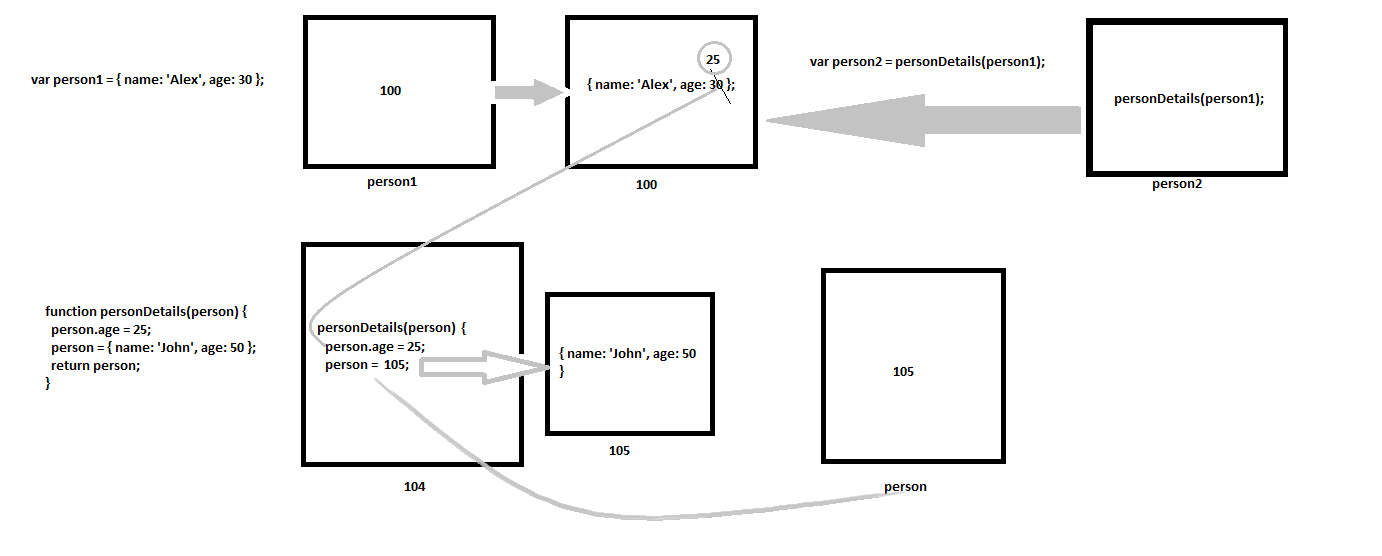 var person1 = { name: 'Alex', age: 30 };
100
person1
25
{ name: 'Alex', age: 30 };
100
var person2 = personDetails(person1);
personDetails(person1);
person2
function personDetails(person) {
person.age = 25;
person = { name: 'John', age: 50 };
return person;
}
personDetails(person) {
person.age = 25;
person = 105;
104
{ name: 'John', age: 50
}
105
105
person